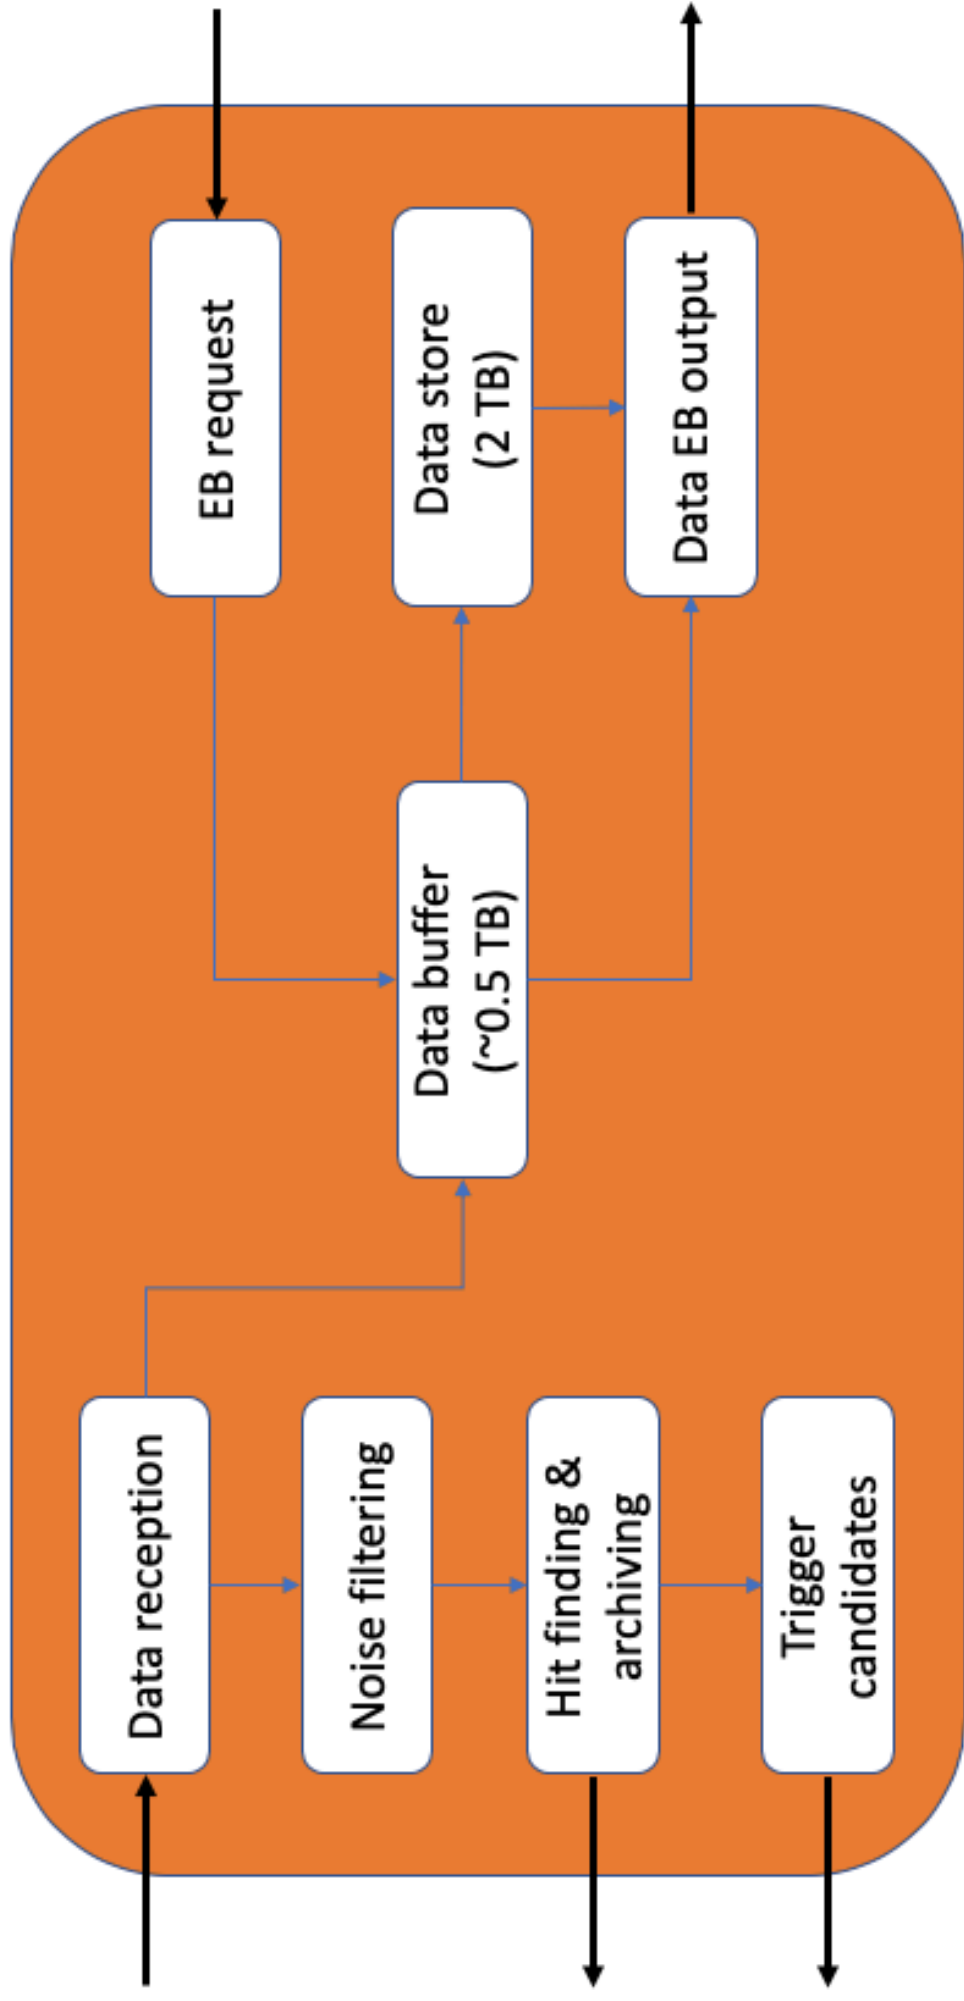 Data reception
Noise filtering
Hit finding &
archiving
Trigger
candidates
Data buffer
(~0.5 TB)
EB request
Data store
(2 TB)
Data EB output